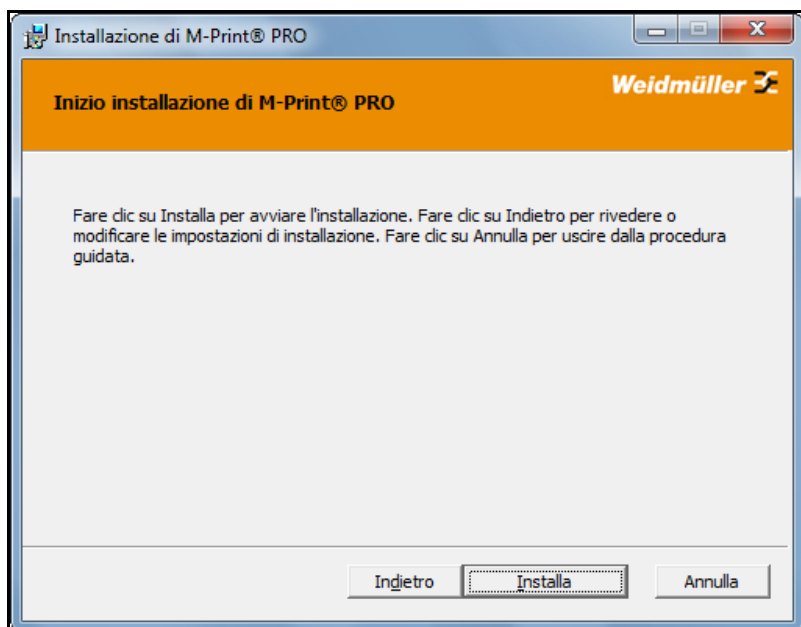 Installazione di M-Print® PRO
Weidmüller
Inizio installazione di M-Print® PRO
Fare clic su Installa per avviare l'installazione. Fare clic su Indietro per rivedere o
modificare le impostazioni di installazione. Fare clic su Annulla per uscire dalla procedura
guidata.
Indietro
Installa
Annulla